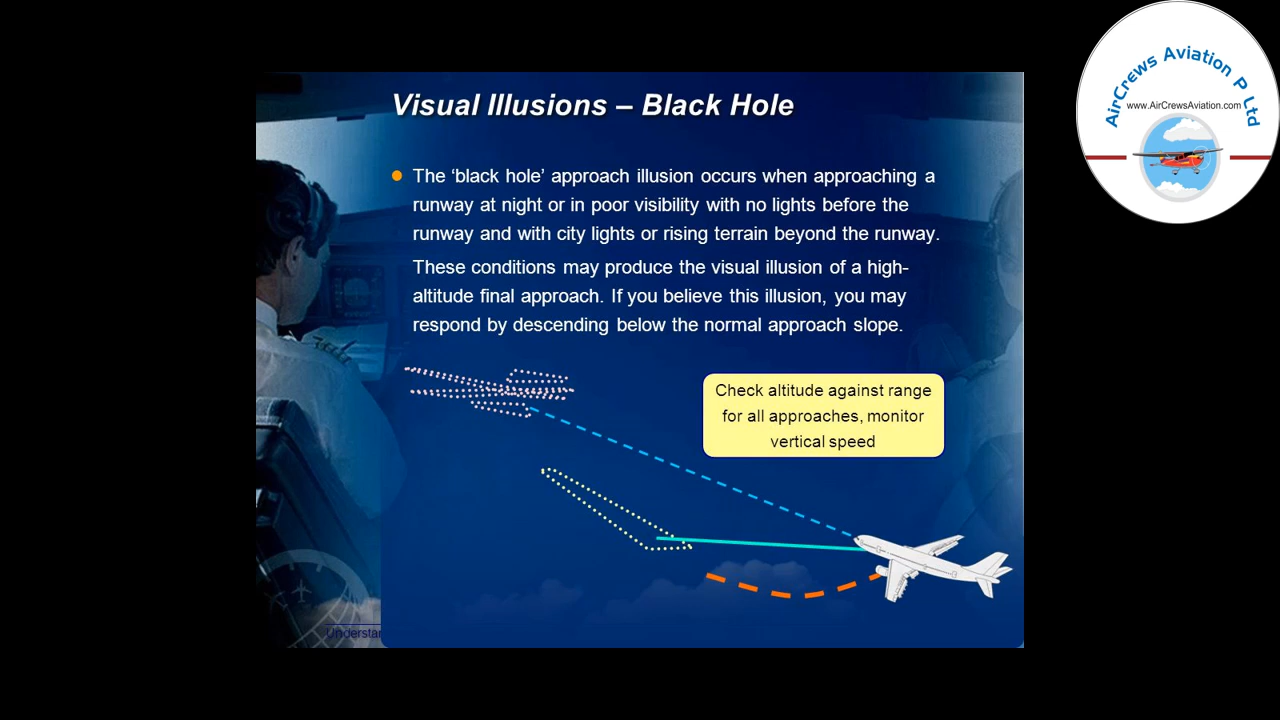 AirCrews Aviation P Ltd
www.AirCrewsAviation.com
Visual Illusions – Black Hole
The ‘black hole’ approach illusion occurs when approaching a
runway at night or in poor visibility with no lights before the
runway and with city lights or rising terrain beyond the runway.
These conditions may produce the visual illusion of a high-
altitude final approach. If you believe this illusion, you may
respond by descending below the normal approach slope.
Check altitude against range
for all approaches, monitor
vertical speed